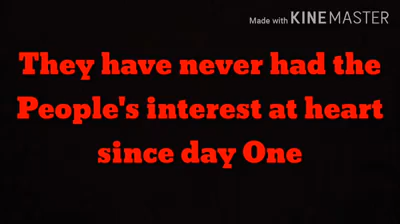 Made with KINEMASTER
They have never had the
People's interest at heart
since day One